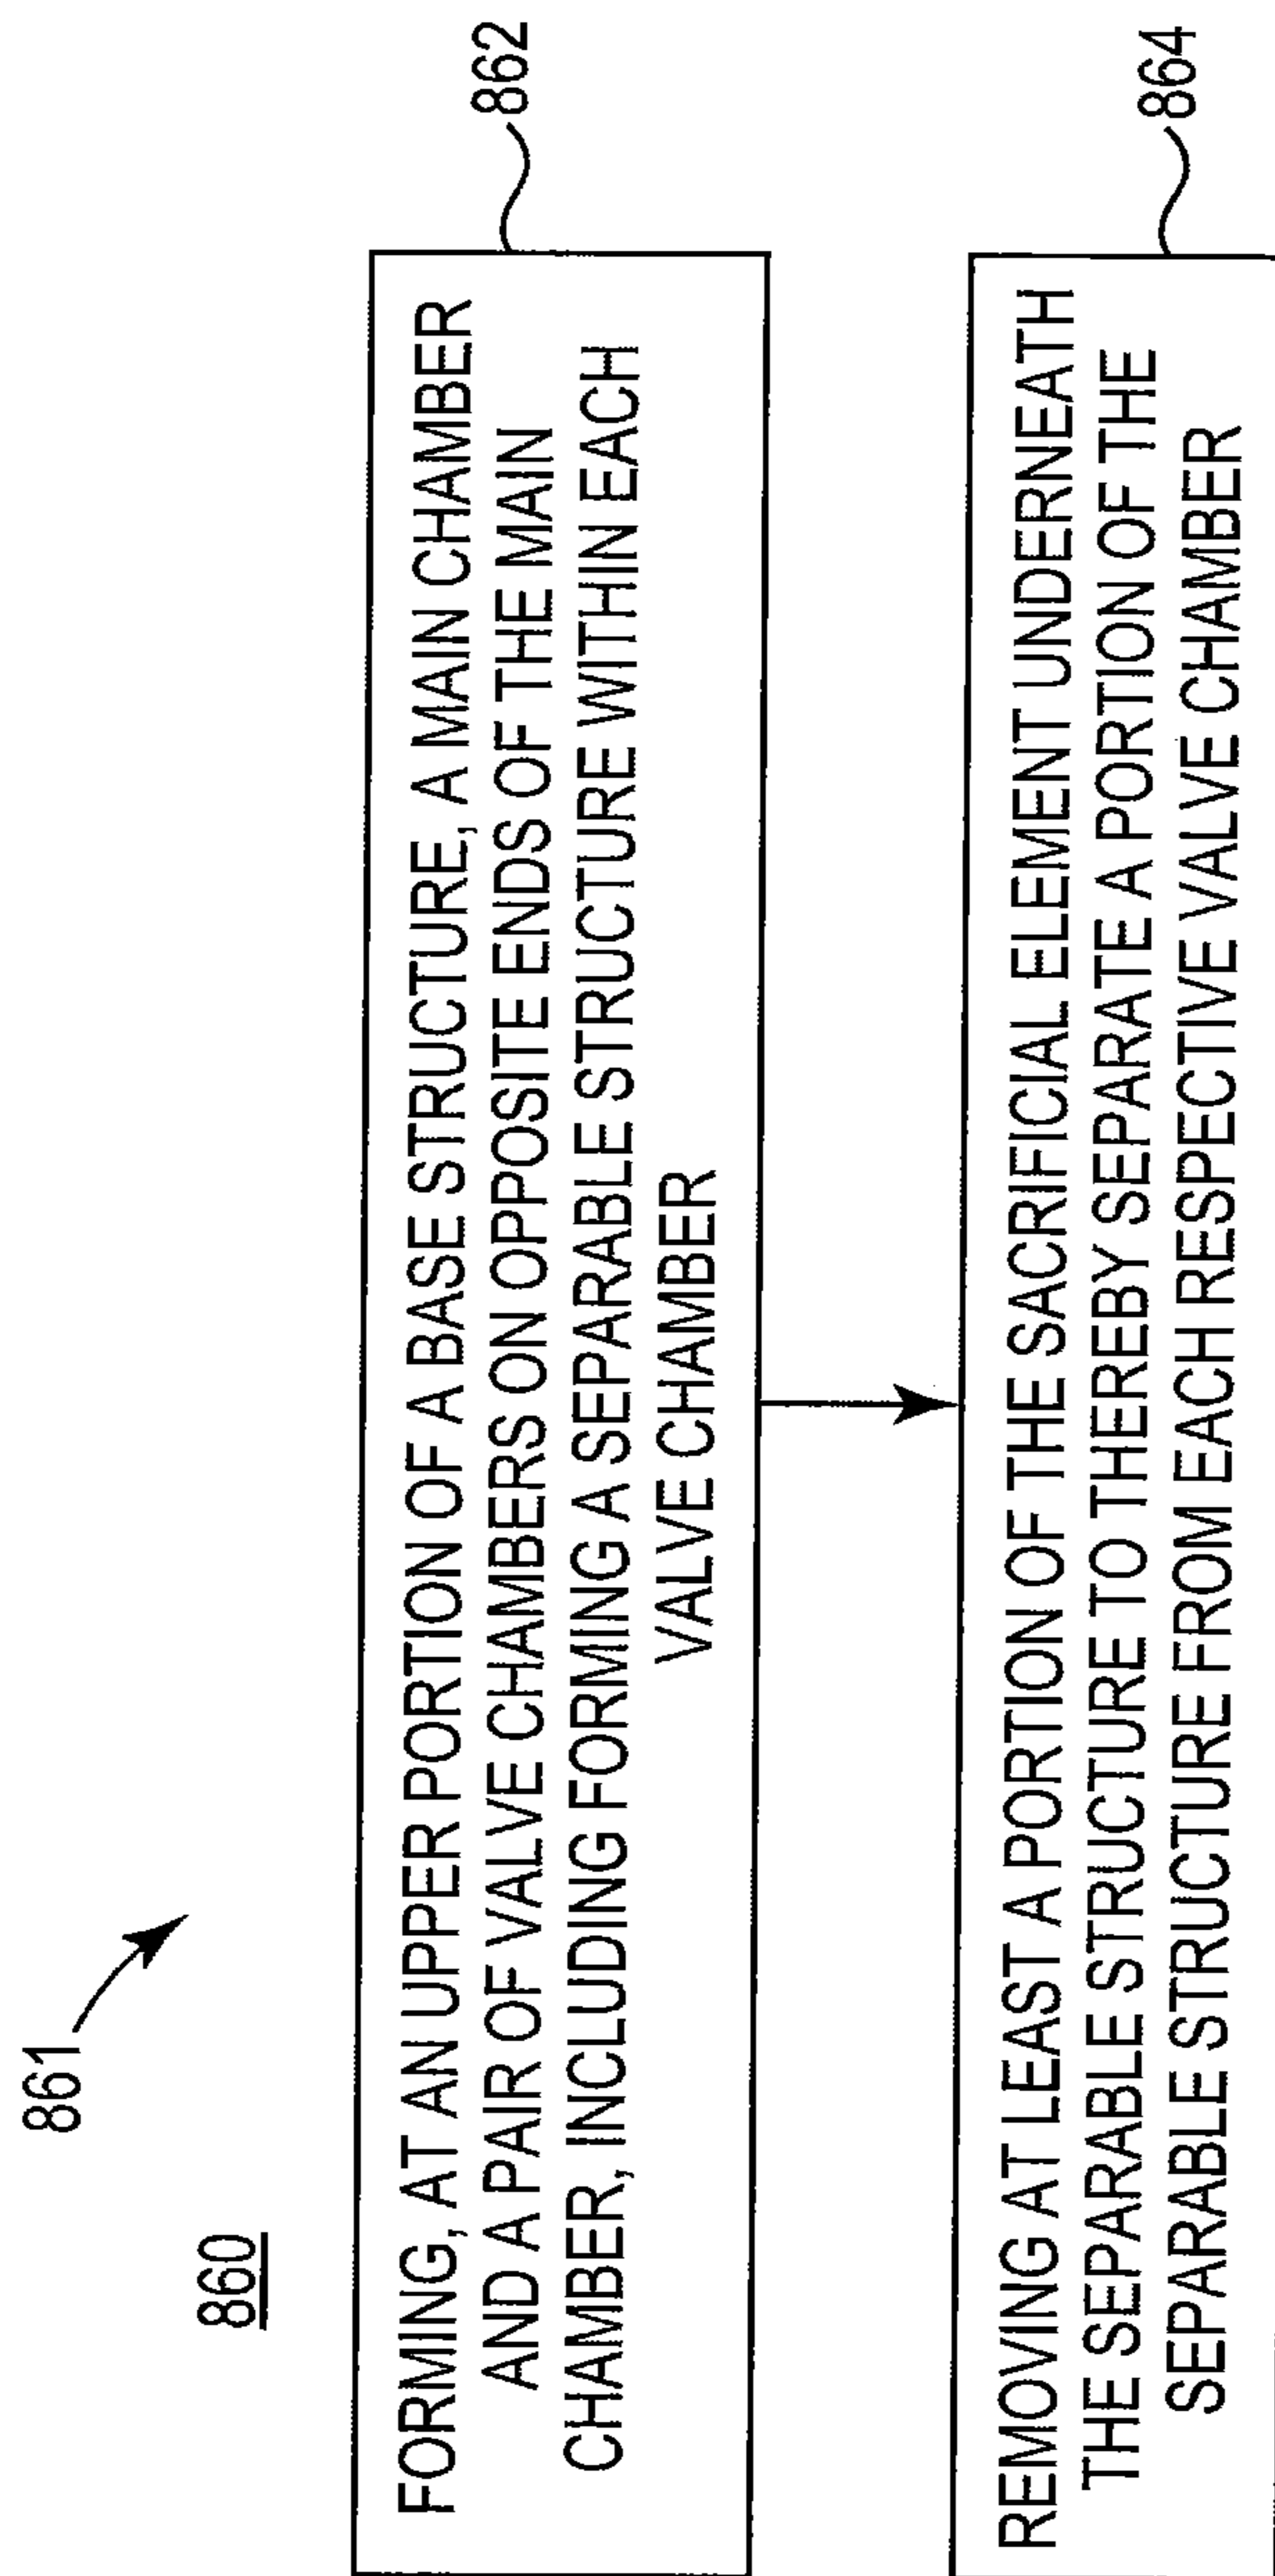 861
860
862
FORMING, AT AN UPPER PORTION OF A BASE STRUCTURE, A MAIN CHAMBER
AND A PAIR OF VALVE CHAMBERS ON OPPOSITE ENDS OF THE MAIN
CHAMBER, INCLUDING FORMING A SEPARABLE STRUCTURE WITHIN EACH
VALVE CHAMBER
864
REMOVING AT LEAST A PORTION OF THE SACRIFICIAL ELEMENT UNDERNEATH
THE SEPARABLE STRUCTURE TO THEREBY SEPARATE A PORTION OF THE
SEPARABLE STRUCTURE FROM EACH RESPECTIVE VALVE CHAMBER